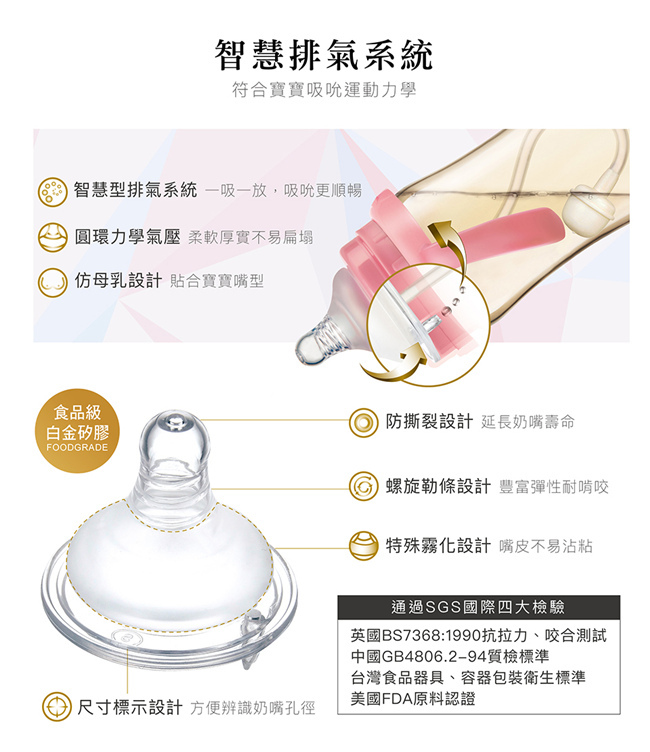 智慧排氣系統
符合寶寶吸吮運動力學
智慧型排氣系統 一吸一放，吸吮更順暢
圓環力學氣壓 柔軟厚實不易扁塌
仿母乳設計 貼合寶寶嘴型
食品級
白金矽膠
FOODGRADE
防撕裂設計 延長奶嘴壽命
螺旋勒條設計 豐富彈性耐啃咬
特殊霧化設計 嘴皮不易沾粘
通過SGS國際四大檢驗
英國BS7368:1990抗拉力、咬合測試
中國GB4806.2-94質檢標準
台灣食品器具、容器包裝衛生標準
美國FDA原料認證
尺寸標示設計 方便辨識奶嘴孔徑